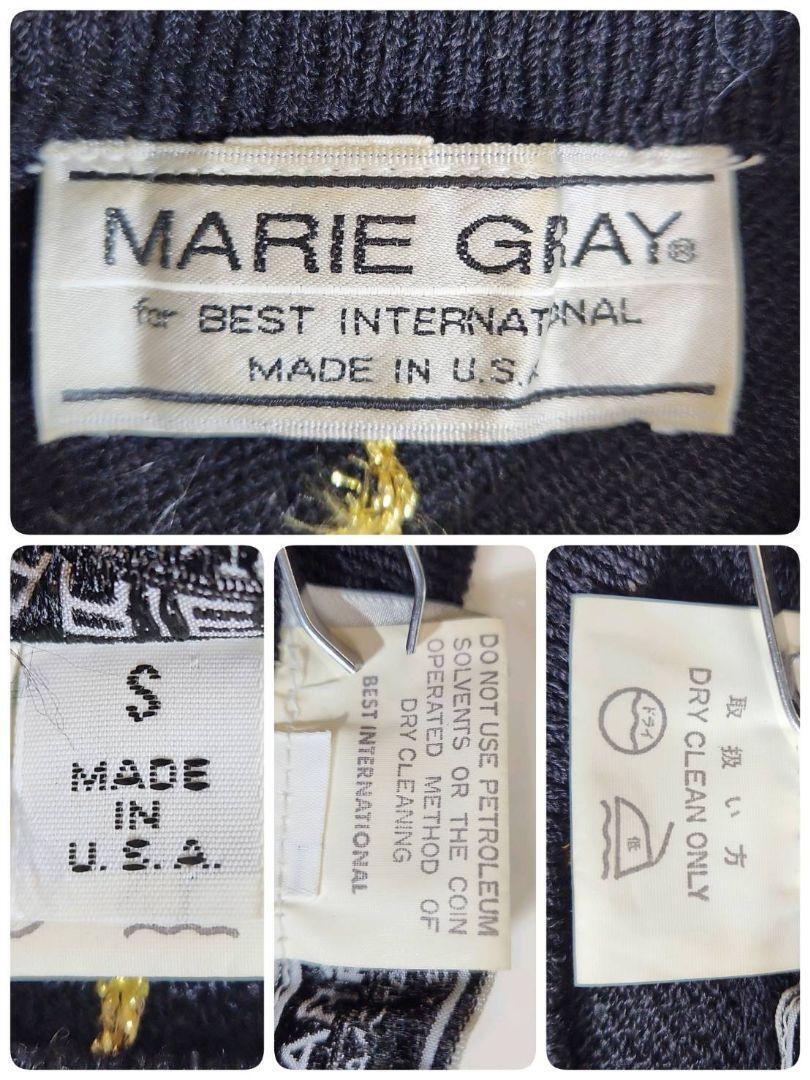 MARIE GRAY®
for BEST INTERNATIONAL
MADE IN U.S.A
S
MADE
IN
U.S.A.
DO NOT USE PETROLEUM
SOLVENTS OR THE COIN
OPERATED METHOD OF
DRY CLEANING
BEST INTERNATIONAL
取扱い方
DRY CLEAN ONLY
ドライ
低